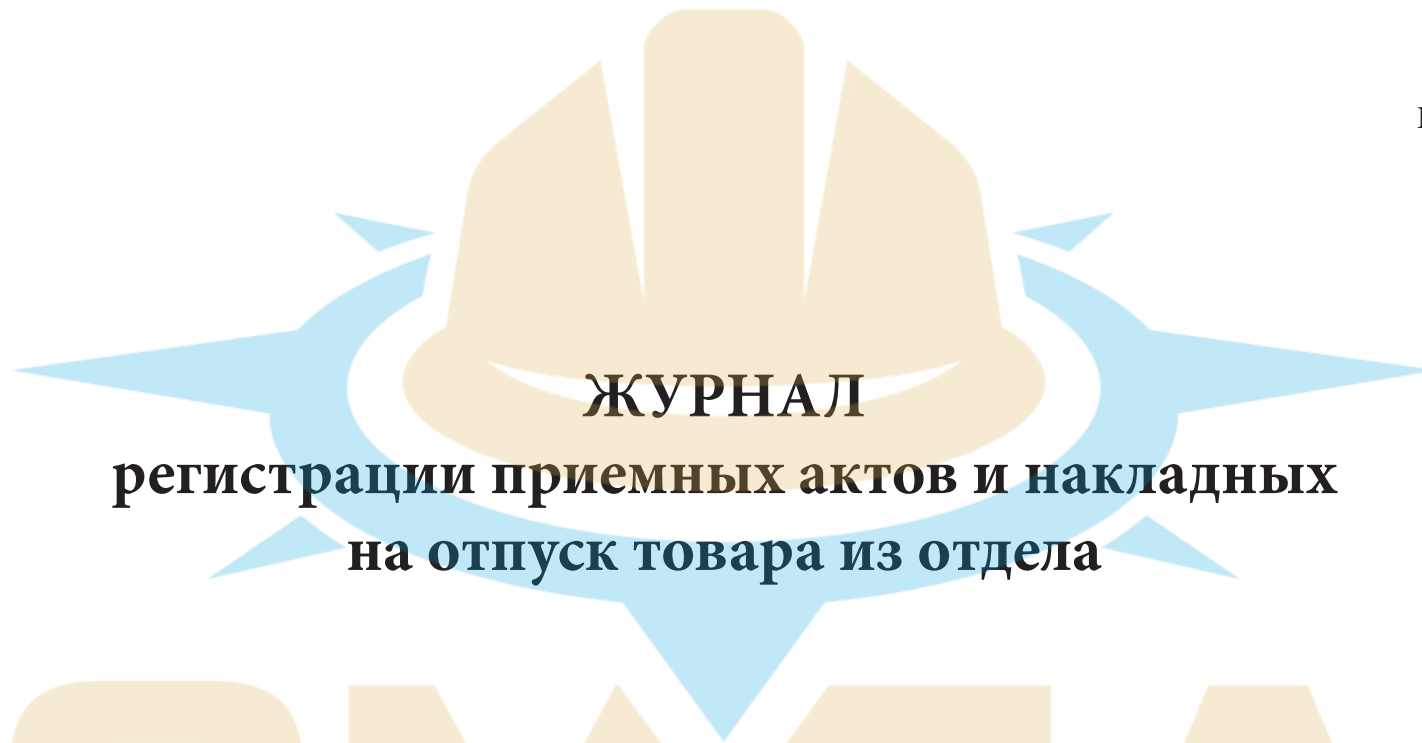 ЖУРНАЛ
регистрации приемных актов и накладных
на отпуск товара из отдела